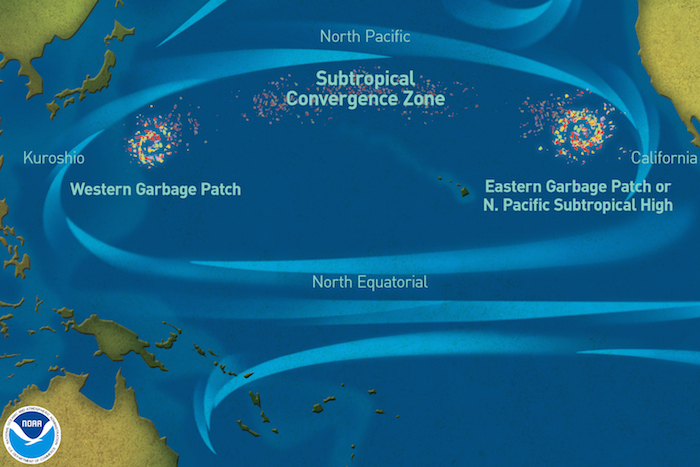 North Pacific
Subtropical
Convergence Zone
Kuroshio
California
Western Garbage Patch
Eastern Garbage Patch or
N. Pacific Subtropical High
North Equatorial
NOAA